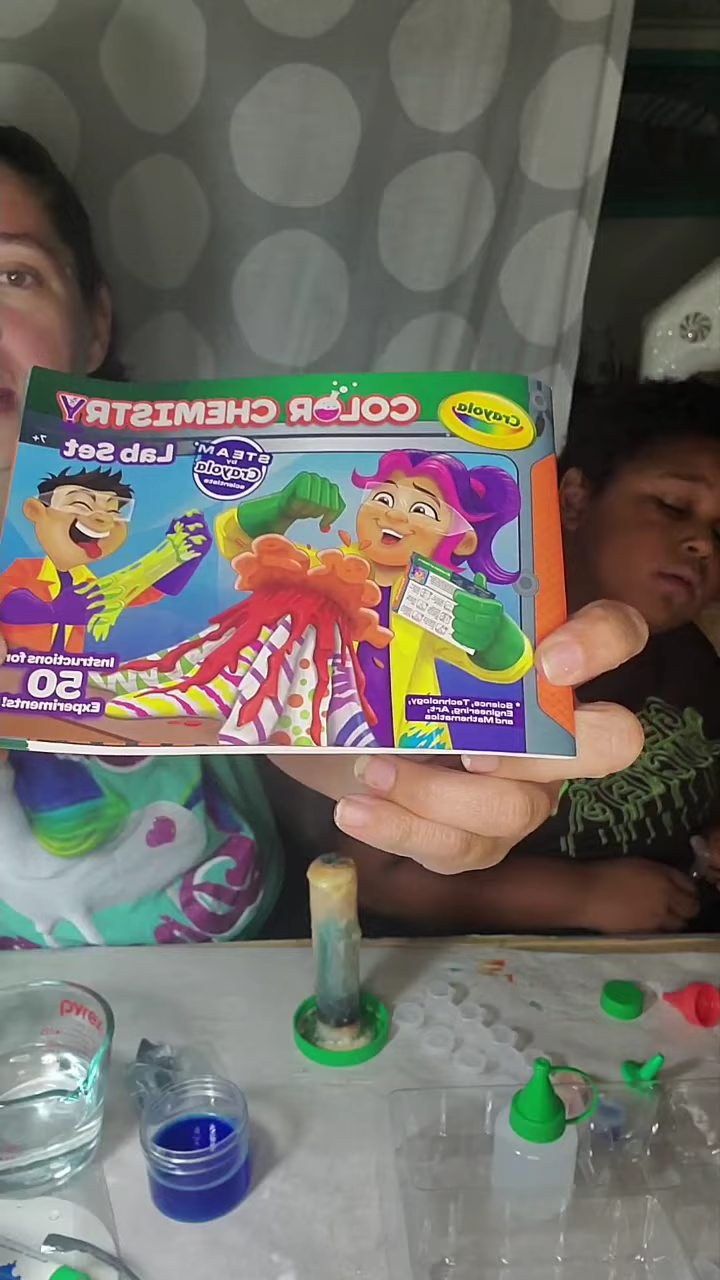 Crayola
COLOR CHEMISTRY
Lab Set
7+
STEAM*
by
Crayola
scientists
Instructions for
50
Experiments!
* Science, Technology,
Engineering, Art,
and Mathematics
pyrex